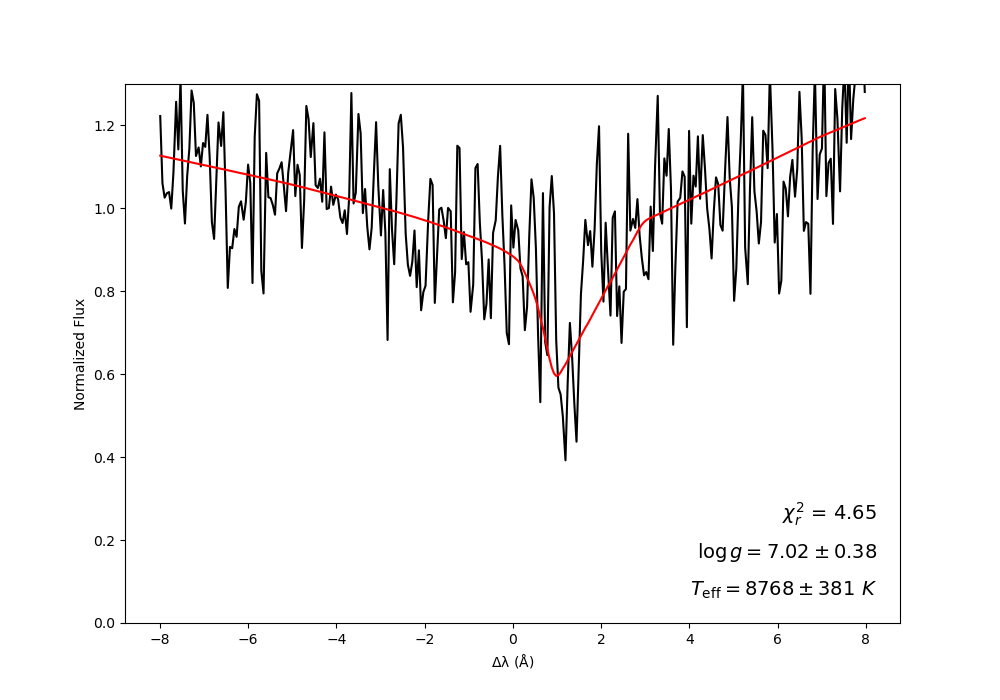 1.2
1.0
0.8
0.6
0.4
0.2
0.0
Normalized Flux
χ²ᵣ = 4.65
log g = 7.02 ± 0.38
T_eff = 8768 ± 381 K
−8 −6 −4 −2 0 2 4 6 8
Δλ (Å)